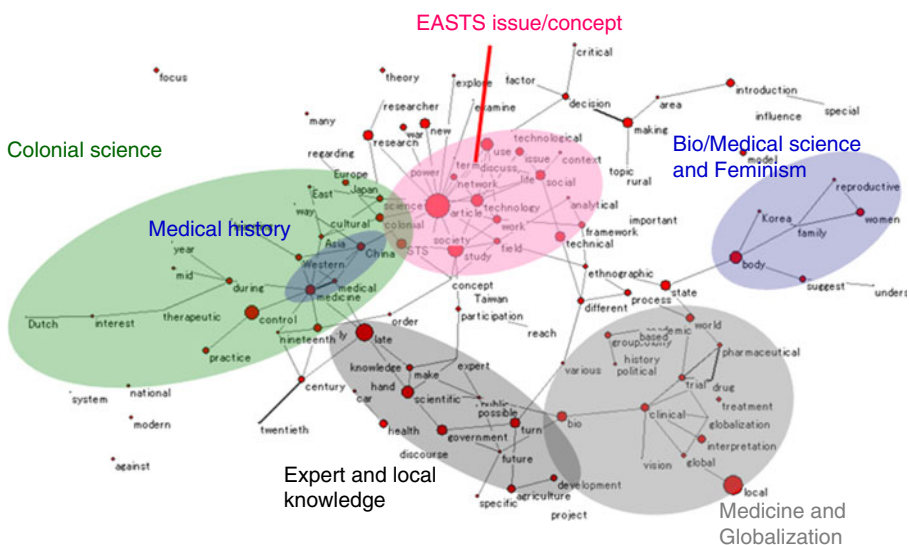 EASTS issue/concept
critical
focus
theory
explore
factor
introduction
researcher
examine
decision
area
special
many
war
new
technological
making
influence
research
use
regarding
power
term
discuss
issue
context
topic
model
Bio/Medical science
and Feminism
Colonial science
Europe
network
life
social
rural
East
Japan
science
article
technology
analytical
reproductive
way
cultural
colonial
work
important
Korea
women
Medical history
framework
family
Asia
society
field
technical
year
Western
China
STS
study
body
mid
during
medical
concept
ethnographic
state
suggest
unders
medicine
Taiwan
different
process
Dutch
interest
therapeutic
control
order
participation
world
nineteenth
ly
late
reach
group
based
pharmaceutical
practice
knowledge
make
expert
various
history
political
century
hand
trial
drug
system
national
car
scientific
public
treatment
modern
possible
bio
clinical
globalization
twentieth
health
government
turn
interpretation
discourse
future
vision
global
against
Expert and local
knowledge
development
local
specific
agriculture
project
Medicine and
Globalization